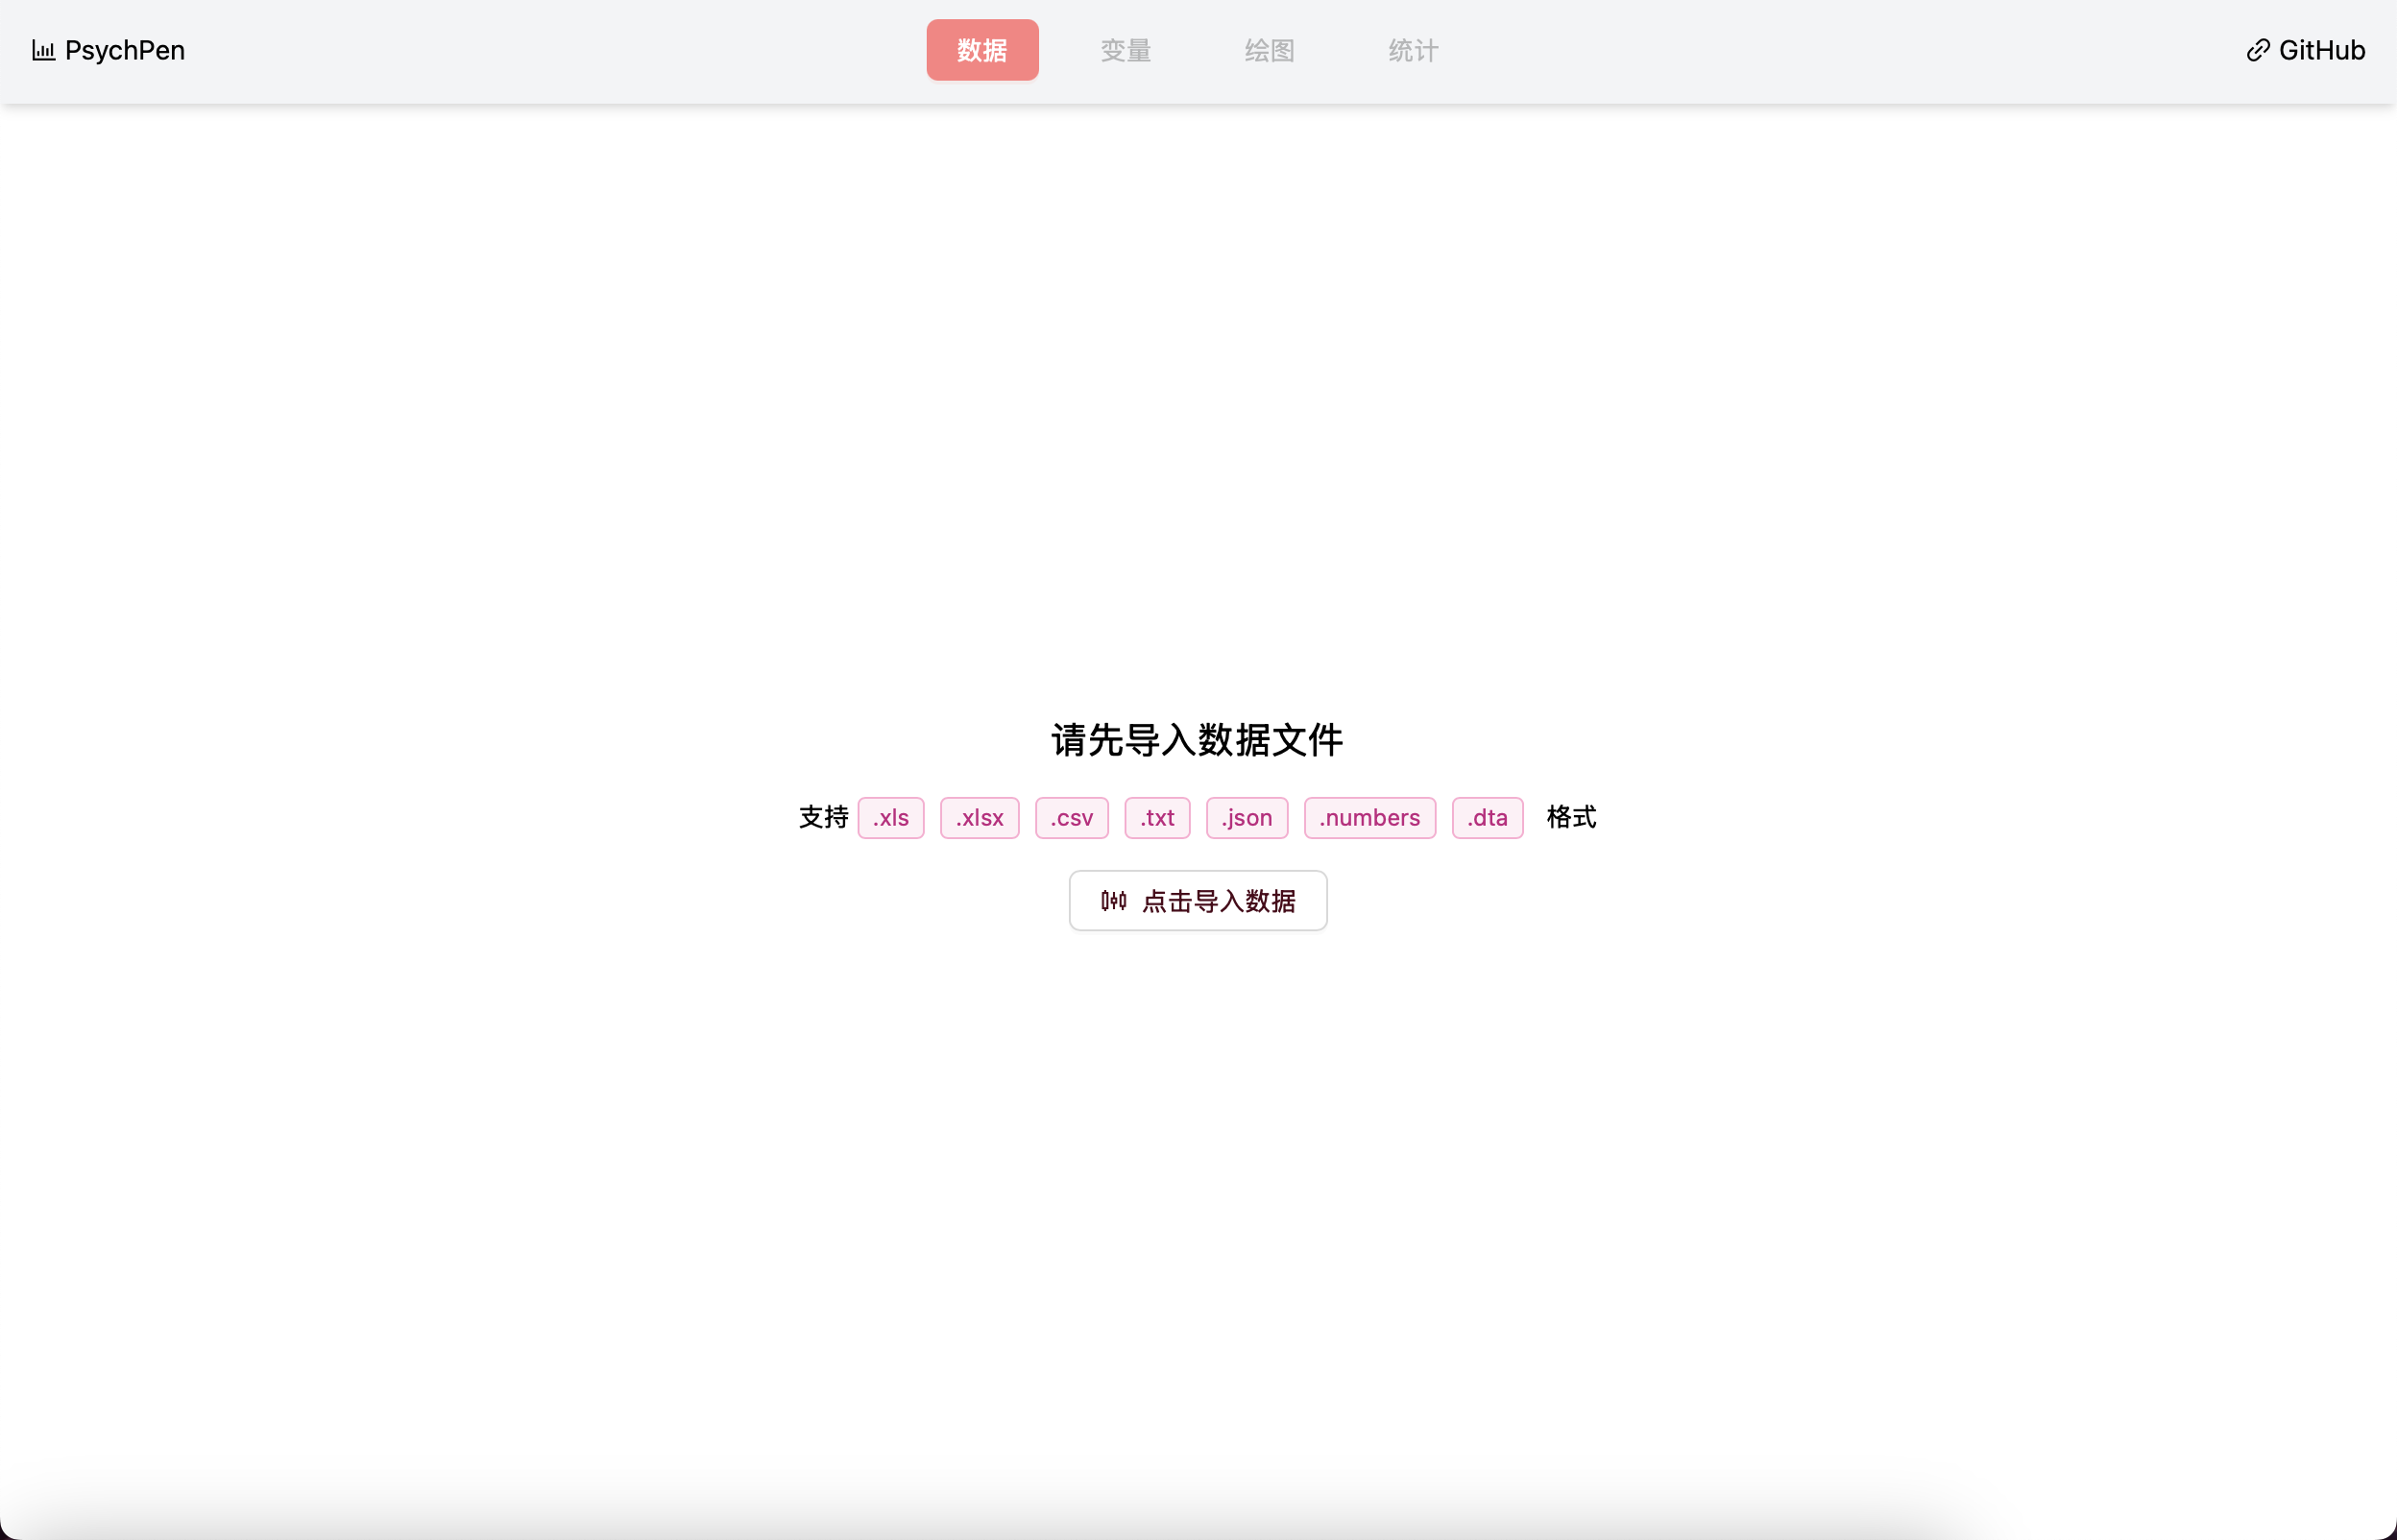 PsychPen 数据 变量 绘图 统计 GitHub
请先导入数据文件
支持 .xls .xlsx .csv .txt .json .numbers .dta 格式
点击导入数据